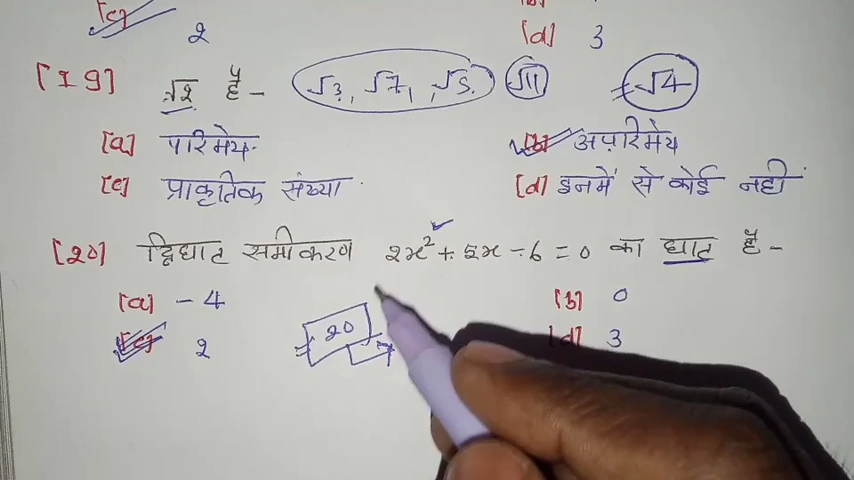 [c] 2
[d] 3
[19] √2 है - √3, √7, √5. √11 √4
[a] परिमेय
[b] अपरिमेय
[c] प्राकृतिक संख्या
[d] इनमें से कोई नही
[20] द्विघात समीकरण 2x² + 5x - 6 = 0 का घात है -
[a] - 4
[b] 0
[c] 2
20
[d] 3